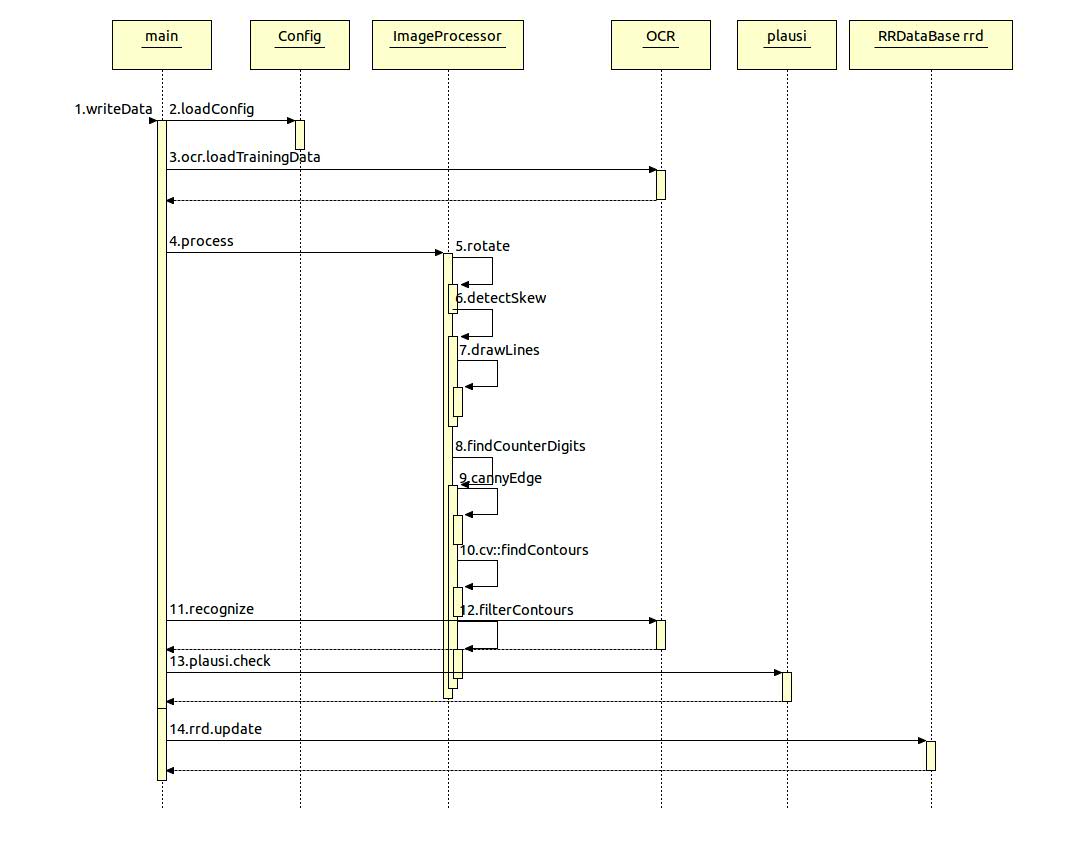 main
Config
ImageProcessor
OCR
plausi
RRDataBase rrd
1.writeData
2.loadConfig
3.ocr.loadTrainingData
4.process
5.rotate
6.detectSkew
7.drawLines
8.findCounterDigits
9.cannyEdge
10.cv::findContours
11.recognize
12.filterContours
13.plausi.check
14.rrd.update